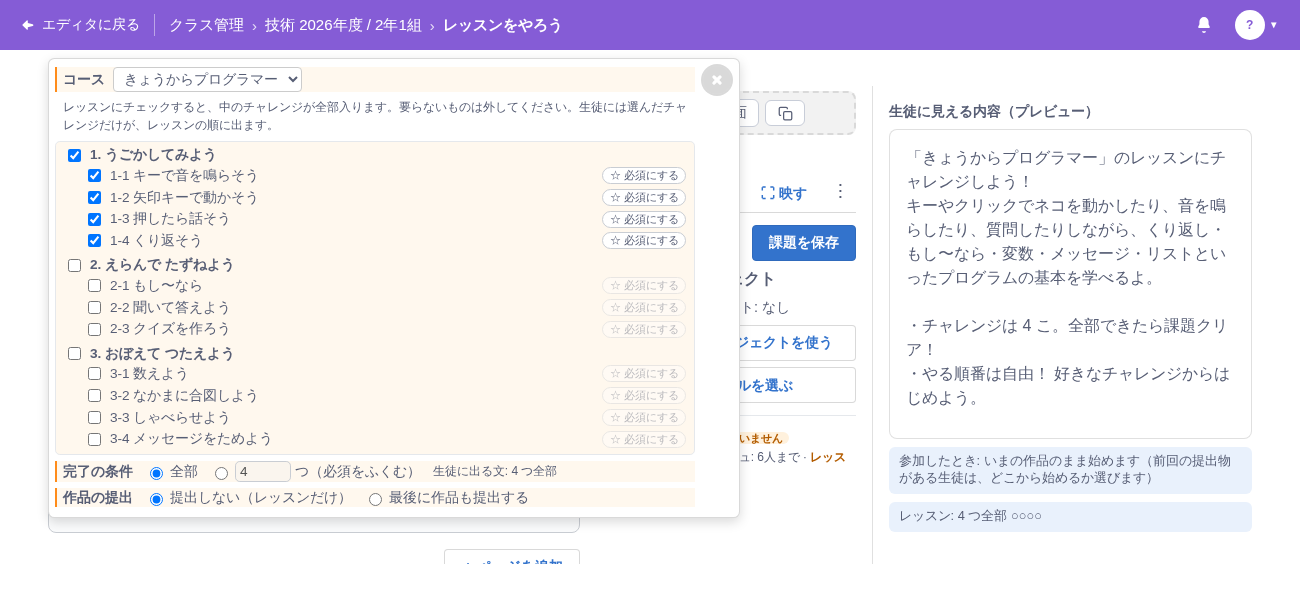 エディタに戻る
クラス管理 › 技術 2026年度 / 2年1組 › レッスンをやろう
?
コース きょうからプログラマー
レッスンにチェックすると、中のチャレンジが全部入ります。要らないものは外してください。生徒には選んだチャ
レンジだけが、レッスンの順に出ます。
1. うごかしてみよう
1-1 キーで音を鳴らそう ☆ 必須にする
1-2 矢印キーで動かそう ☆ 必須にする
1-3 押したら話そう ☆ 必須にする
1-4 くり返そう ☆ 必須にする
2. えらんで たずねよう
2-1 もし〜なら ☆ 必須にする
2-2 聞いて答えよう ☆ 必須にする
2-3 クイズを作ろう ☆ 必須にする
3. おぼえて つたえよう
3-1 数えよう ☆ 必須にする
3-2 なかまに合図しよう ☆ 必須にする
3-3 しゃべらせよう ☆ 必須にする
3-4 メッセージをためよう ☆ 必須にする
完了の条件 全部 4 つ（必須をふくむ） 生徒に出る文: 4 つ全部
作品の提出 提出しない（レッスンだけ） 最後に作品も提出する
面
映す
課題を保存
ェクト
ト: なし
ジェクトを使う
ルを選ぶ
いません
ュ: 6人まで · レッス
ページを追加
生徒に見える内容（プレビュー）
「きょうからプログラマー」のレッスンにチ
ャレンジしよう！
キーやクリックでネコを動かしたり、音を鳴
らしたり、質問したりしながら、くり返し・
もし〜なら・変数・メッセージ・リストとい
ったプログラムの基本を学べるよ。
・チャレンジは 4 こ。全部できたら課題クリ
ア！
・やる順番は自由！ 好きなチャレンジからは
じめよう。
参加したとき: いまの作品のまま始めます（前回の提出物
がある生徒は、どこから始めるか選びます）
レッスン: 4 つ全部 ○○○○